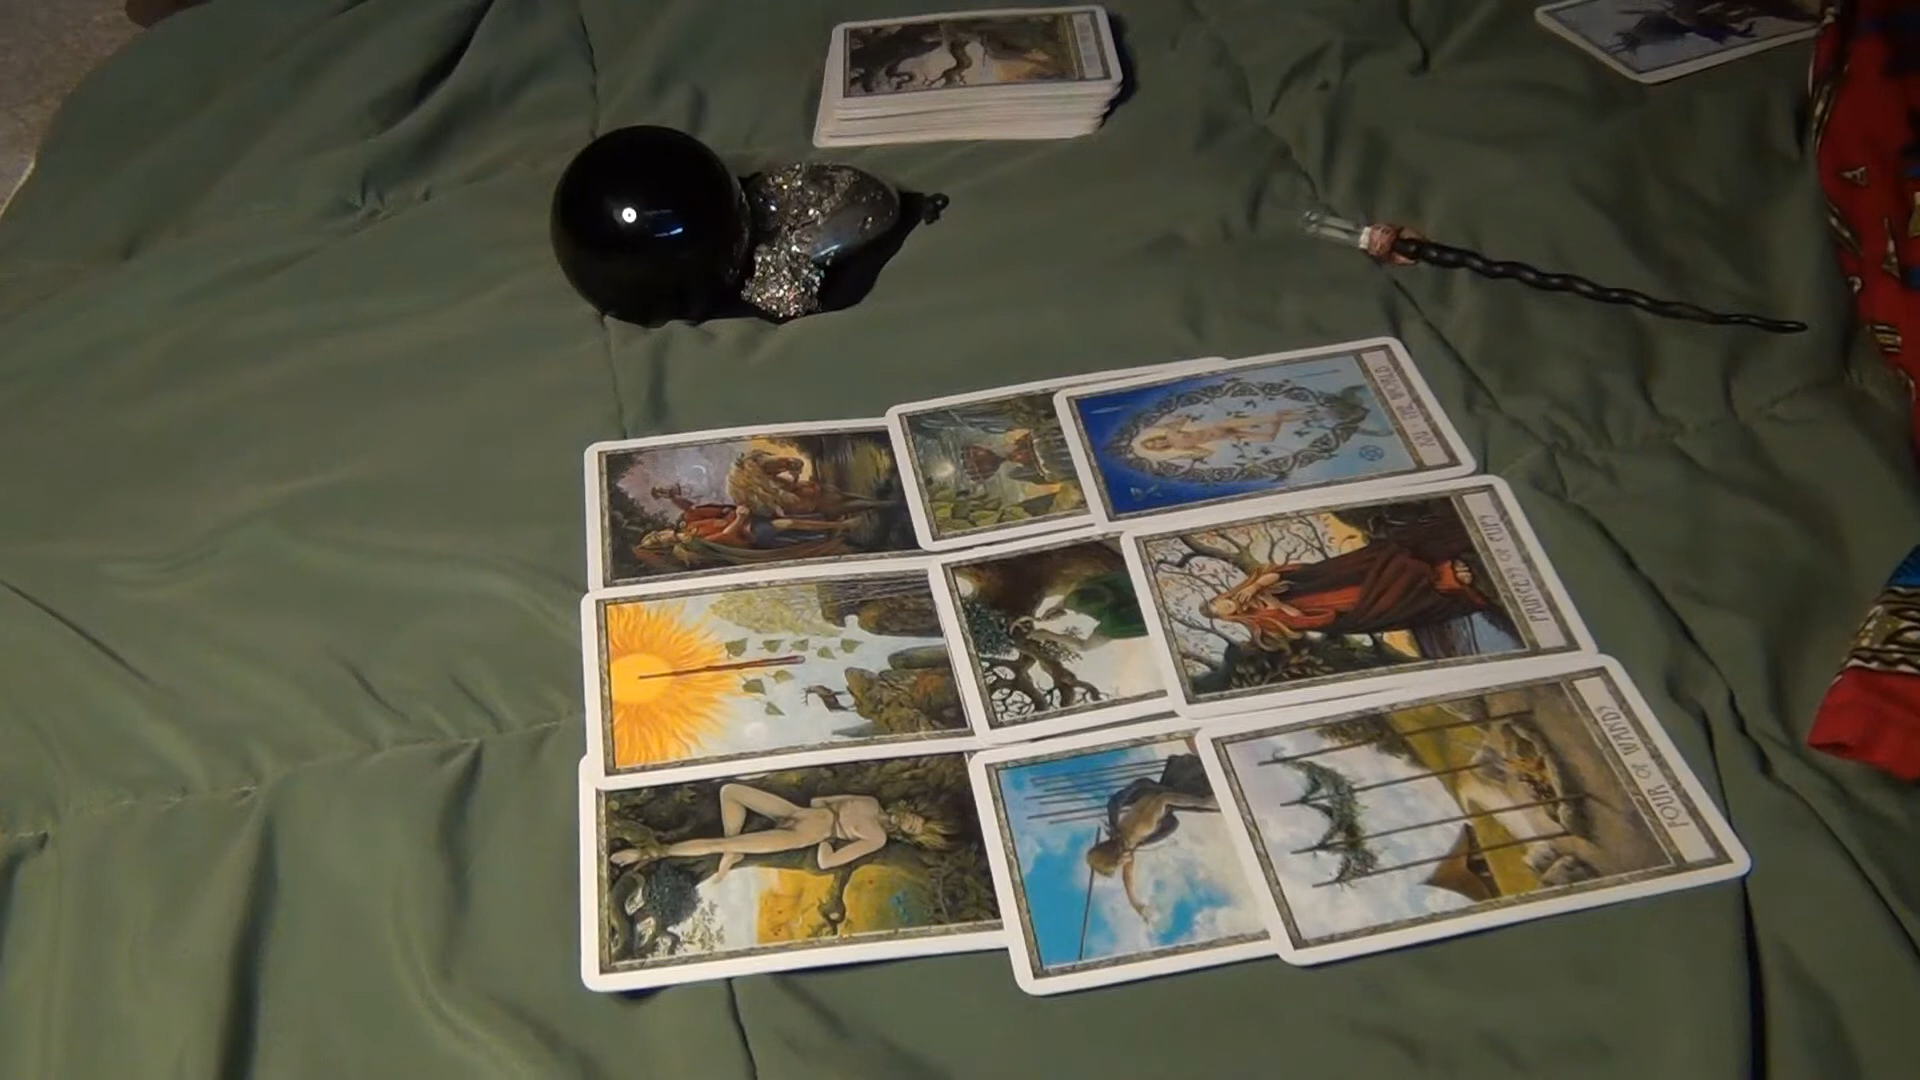 XXI • THE WORLD
PRINCESS OF CUPS
FOUR OF WANDS